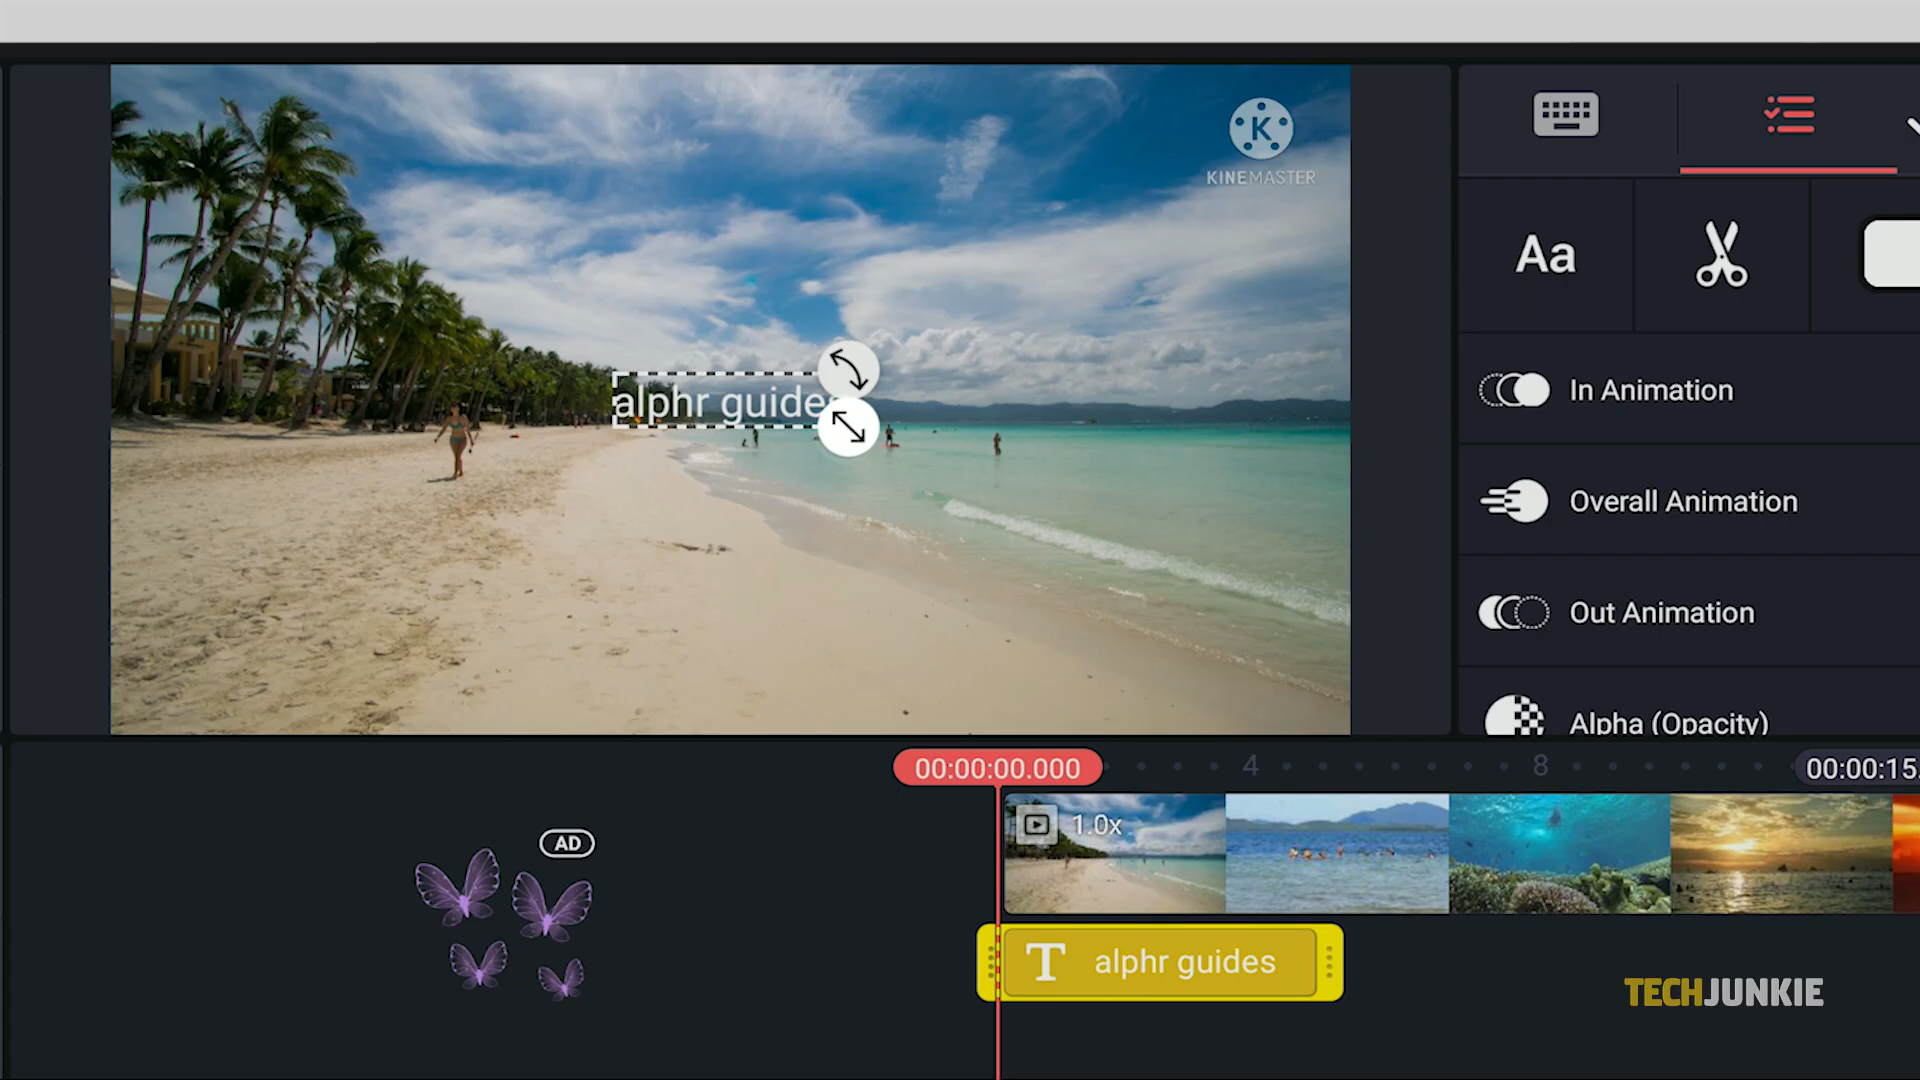 KINEMASTER
Aa
alphr guides
In Animation
Overall Animation
Out Animation
Alpha (Opacity)
00:00:00.000
4
8
00:00:15.
1.0x
AD
T alphr guides
TECHJUNKIE